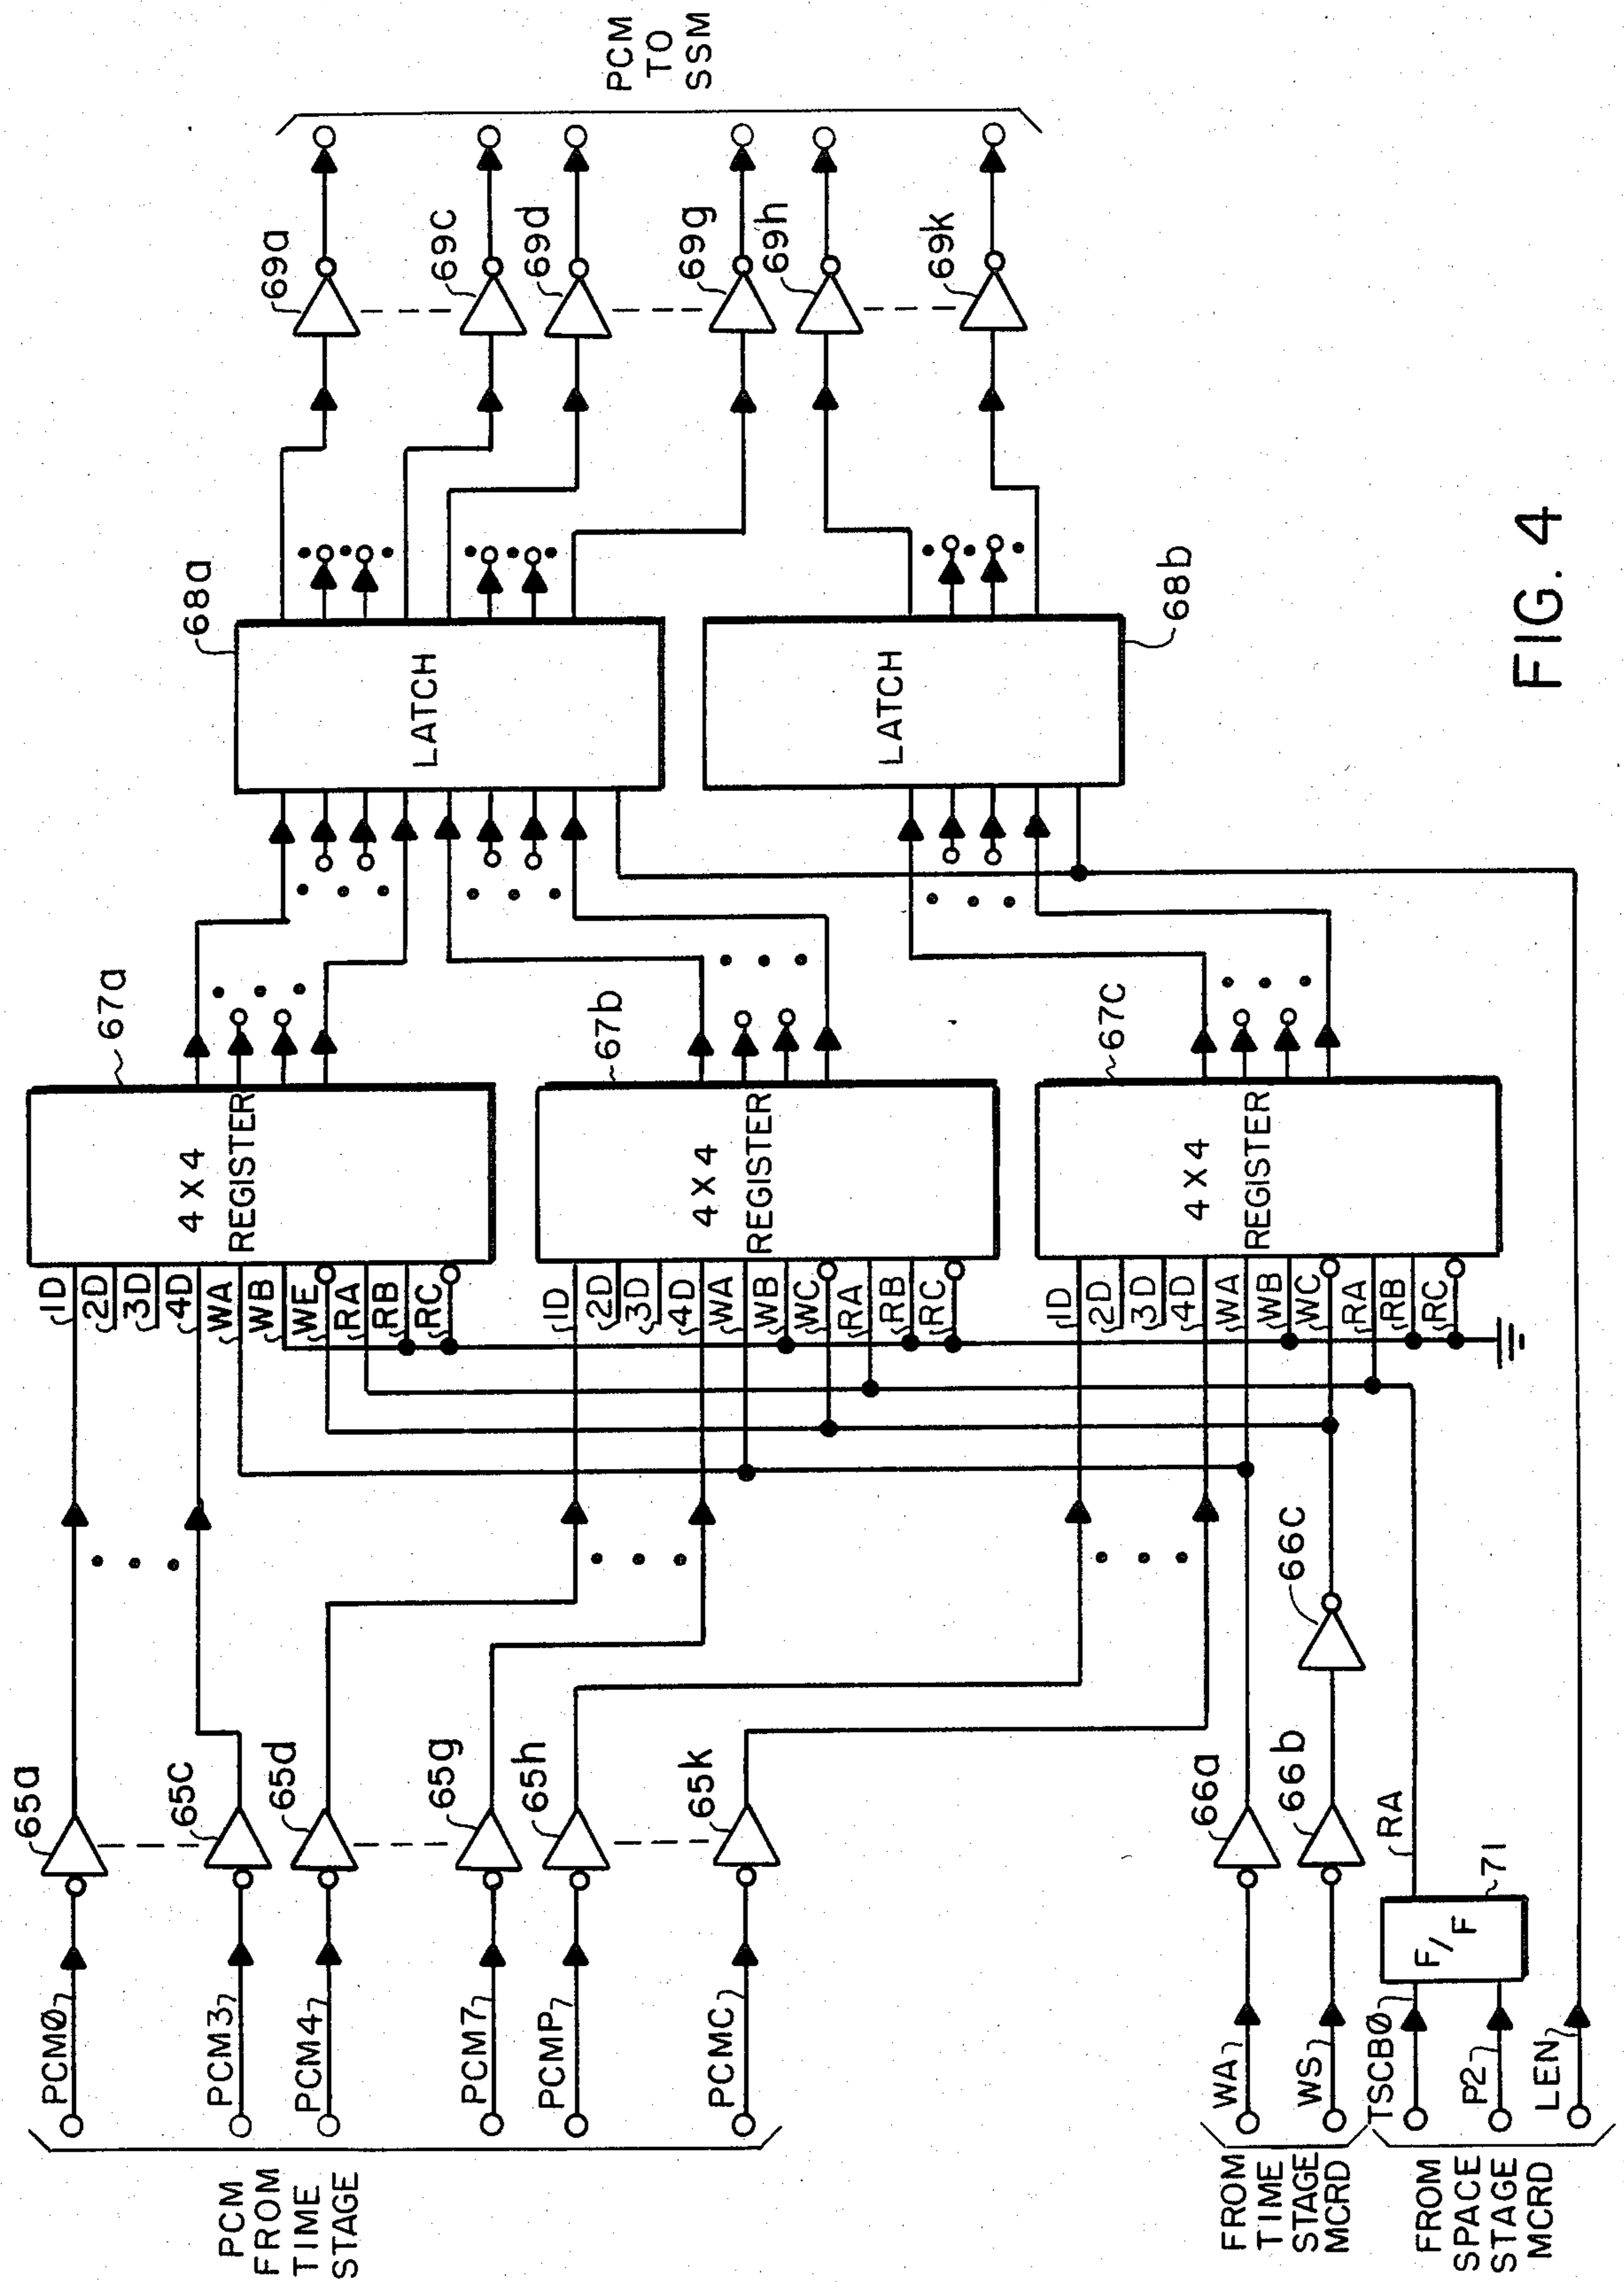 PCM
FROM
TIME
STAGE
PCMØ
PCM3
PCM4
PCM7
PCMP
PCMC
65a
65C
65d
65g
65h
65k
FROM
TIME
STAGE
MCRD
WA
WS
66a
66b
66C
FROM
SPACE
STAGE
MCRD
TSCBØ
P2
LEN
F/F
71
RA
1D
2D
3D
4D
WA
WB
WE
RA
RB
RC
4 X 4
REGISTER
67a
1D
2D
3D
4D
WA
WB
WC
RA
RB
RC
4 X 4
REGISTER
67b
1D
2D
3D
4D
WA
WB
WC
RA
RB
RC
4 X 4
REGISTER
67C
LATCH
68a
LATCH
68b
69a
69C
69d
69g
69h
69k
PCM
TO
SSM
FIG. 4